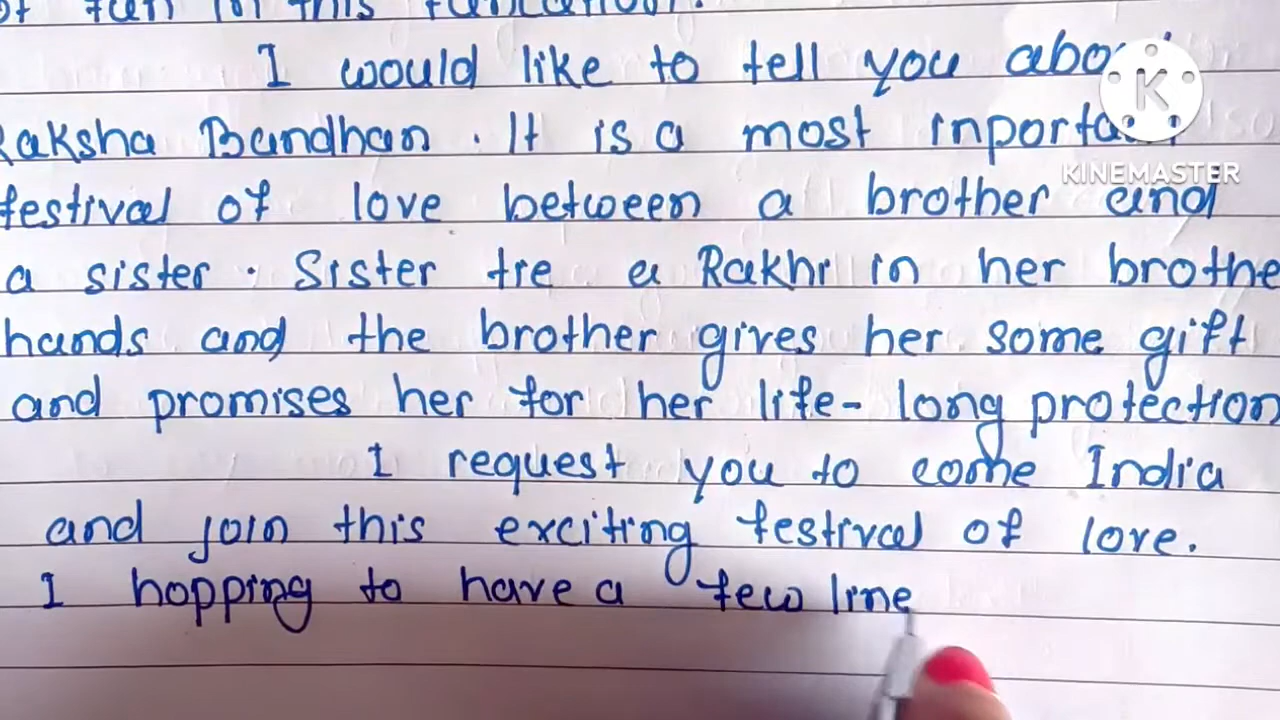 I would like to tell you about
Raksha Bandhan. It is a most inportant
festival of love between a brother and
a sister. Sister tie a Rakhi in her brothe
hands and the brother gives her some gift
and promises her for her life-long protection
I request you to come India
and join this exciting festival of love.
I hopping to have a few line
K
KINEMASTER